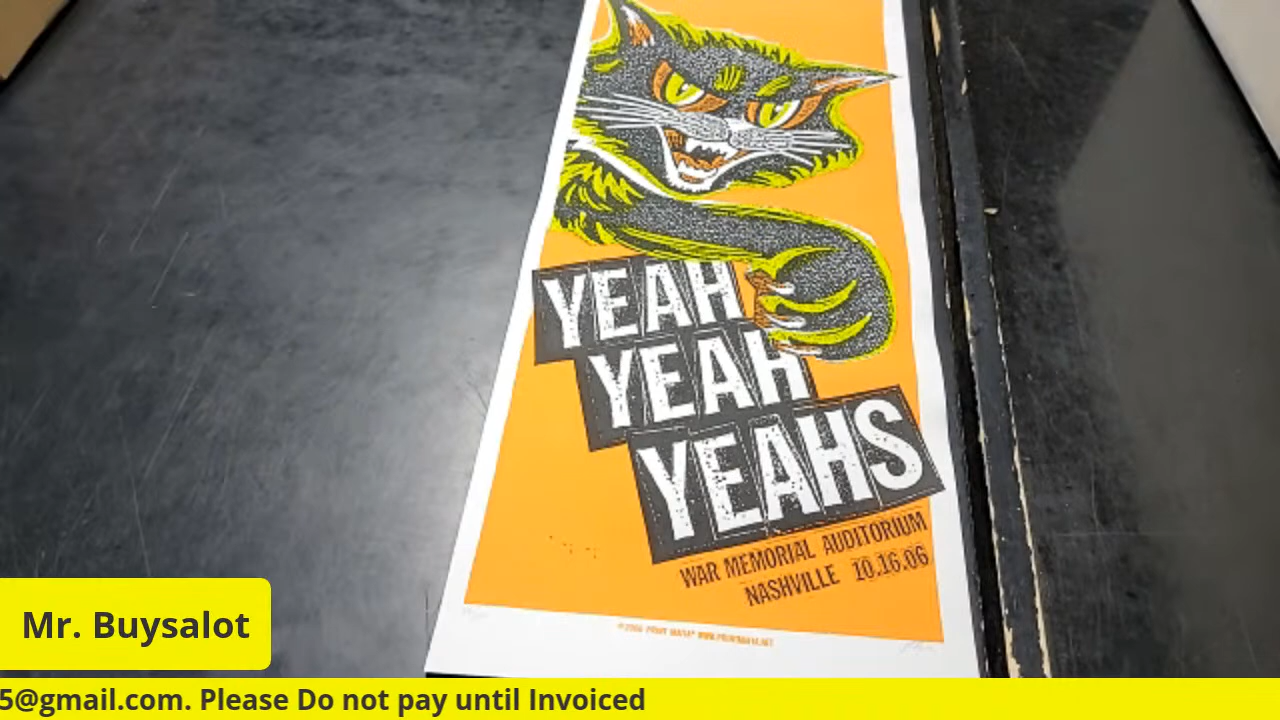 YEAH
YEAH
YEAHS
WAR MEMORIAL AUDITORIUM
NASHVILLE 10.16.06
Mr. Buysalot
5@gmail.com. Please Do not pay until Invoiced